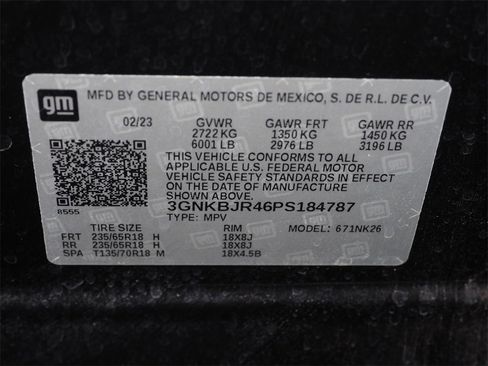 gm
MFD BY GENERAL MOTORS DE MEXICO, S. DE R.L. DE C.V.
02/23 GVWR GAWR FRT GAWR RR
2722 KG 1350 KG 1450 KG
6001 LB 2976 LB 3196 LB
THIS VEHICLE CONFORMS TO ALL
APPLICABLE U.S. FEDERAL MOTOR
VEHICLE SAFETY STANDARDS IN EFFECT
ON THE DATE OF MANUFACTURE
SHOWN ABOVE.
8555 3GNKBJR46PS184787
TYPE: MPV MODEL: 671NK26
TIRE SIZE RIM
FRT 235/65R18 H 18X8J
RR 235/65R18 H 18X8J
SPA T135/70R18 M 18X4.5B